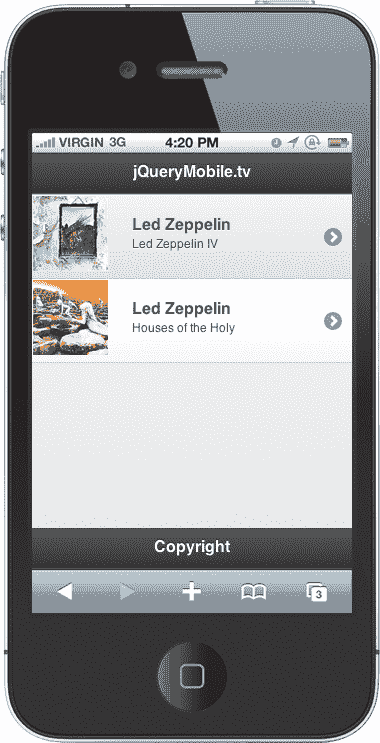 VIRGIN 3G 4:20 PM
jQueryMobile.tv
Led Zeppelin
Led Zeppelin IV
Led Zeppelin
Houses of the Holy
Copyright
3